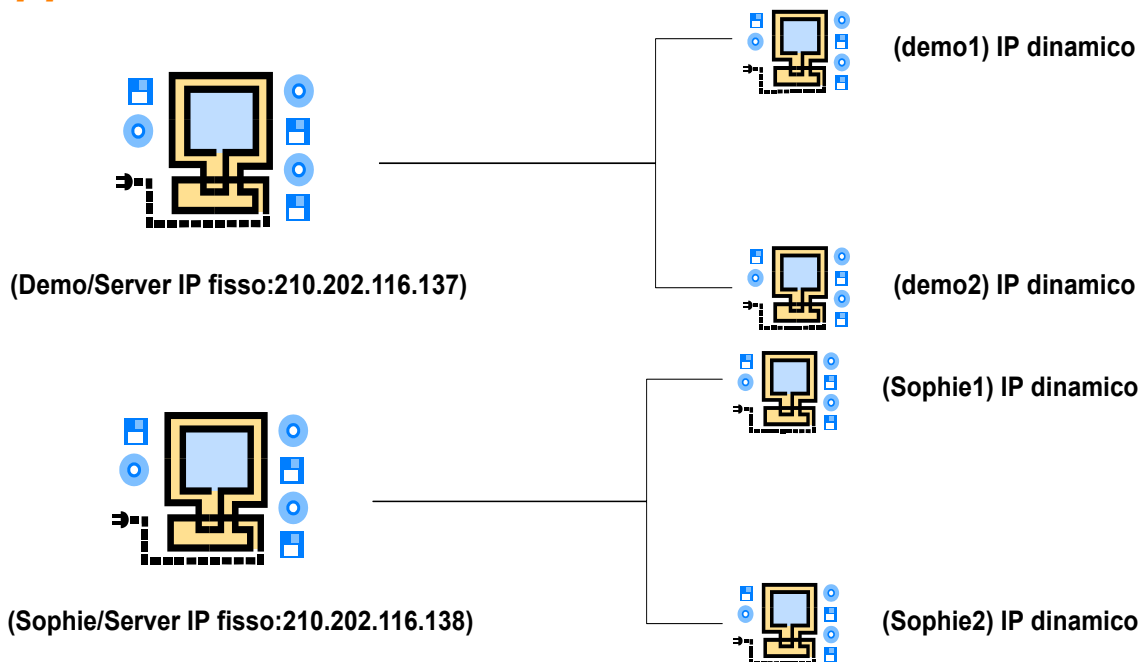 (demo1) IP dinamico
(Demo/Server IP fisso:210.202.116.137)
(demo2) IP dinamico
(Sophie1) IP dinamico
(Sophie/Server IP fisso:210.202.116.138)
(Sophie2) IP dinamico